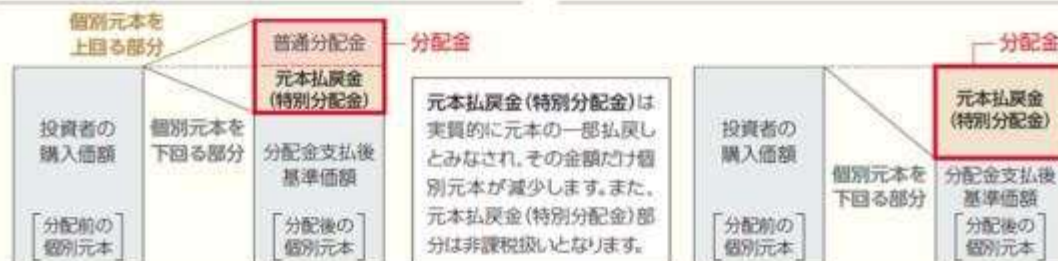 個別元本を
上回る部分
普通分配金
分配金
元本払戻金
(特別分配金)
投資者の
購入価額
個別元本を
下回る部分
分配金支払後
基準価額
[分配前の
個別元本]
[分配後の
個別元本]
元本払戻金(特別分配金)は
実質的に元本の一部払戻し
とみなされ、その金額だけ個
別元本が減少します。また、
元本払戻金(特別分配金)部
分は非課税扱いとなります。
分配金
元本払戻金
(特別分配金)
投資者の
購入価額
個別元本を
下回る部分
分配金支払後
基準価額
[分配前の
個別元本]
[分配後の
個別元本]